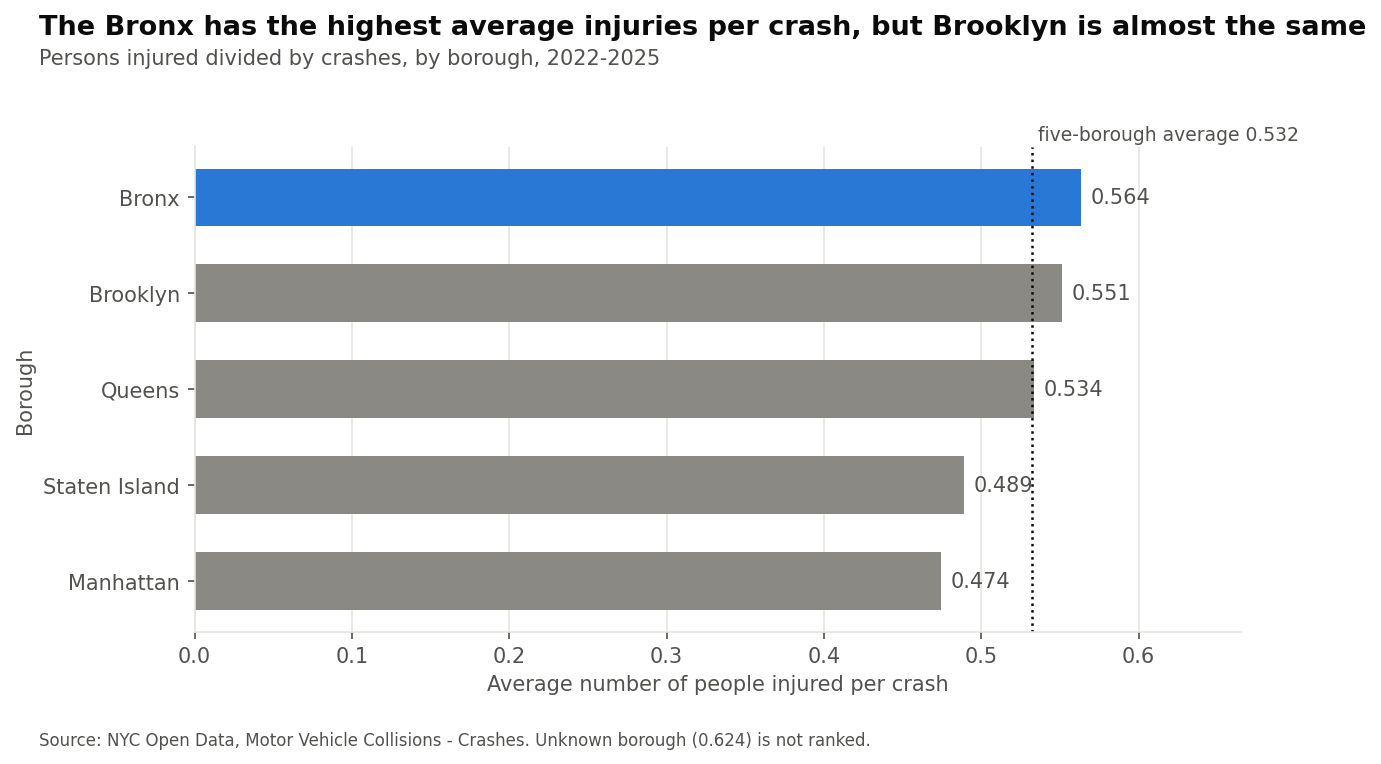 The Bronx has the highest average injuries per crash, but Brooklyn is almost the same
Persons injured divided by crashes, by borough, 2022-2025
five-borough average 0.532
Borough
Bronx 0.564
Brooklyn 0.551
Queens 0.534
Staten Island 0.489
Manhattan 0.474
0.0 0.1 0.2 0.3 0.4 0.5 0.6
Average number of people injured per crash
Source: NYC Open Data, Motor Vehicle Collisions - Crashes. Unknown borough (0.624) is not ranked.